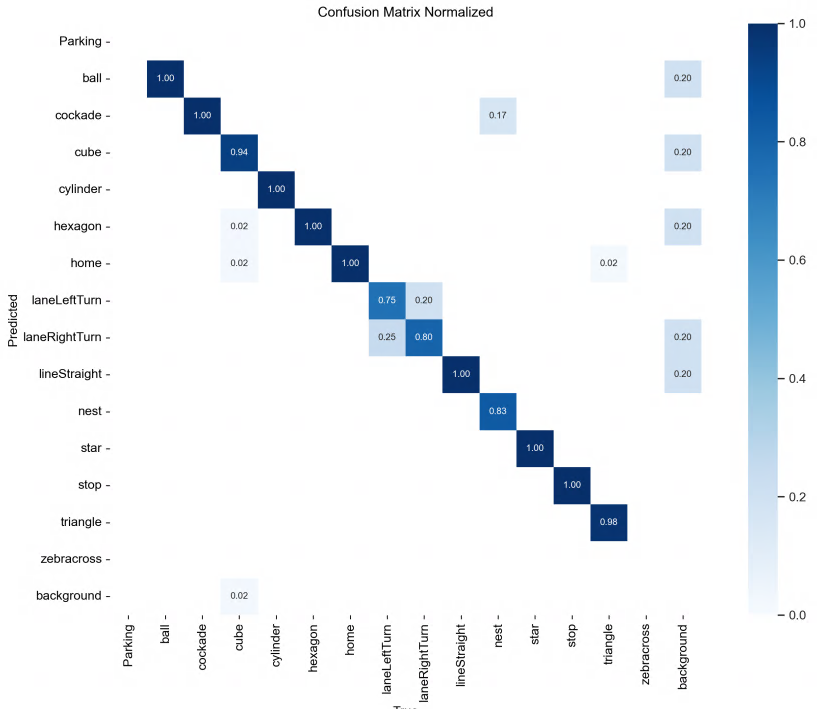 Confusion Matrix Normalized
Parking
ball 1.00 0.20
cockade 1.00 0.17
cube 0.94 0.20
cylinder 1.00
hexagon 0.02 1.00 0.20
home 0.02 1.00 0.02
laneLeftTurn 0.75 0.20
laneRightTurn 0.25 0.80 0.20
lineStraight 1.00 0.20
nest 0.83
star 1.00
stop 1.00
triangle 0.98
zebracross
background 0.02
Predicted
Parking
ball
cockade
cube
cylinder
hexagon
home
laneLeftTurn
laneRightTurn
lineStraight
nest
star
stop
triangle
zebracross
background
1.0
0.8
0.6
0.4
0.2
0.0